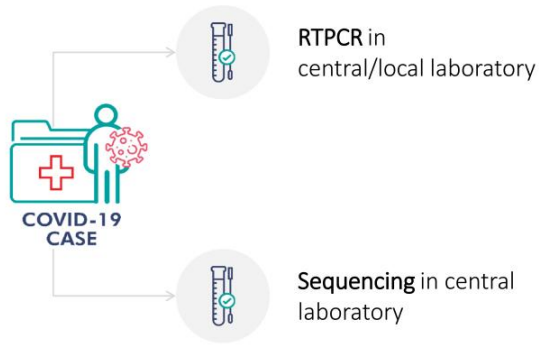 RTPCR in
central/local laboratory
COVID-19
CASE
Sequencing in central
laboratory